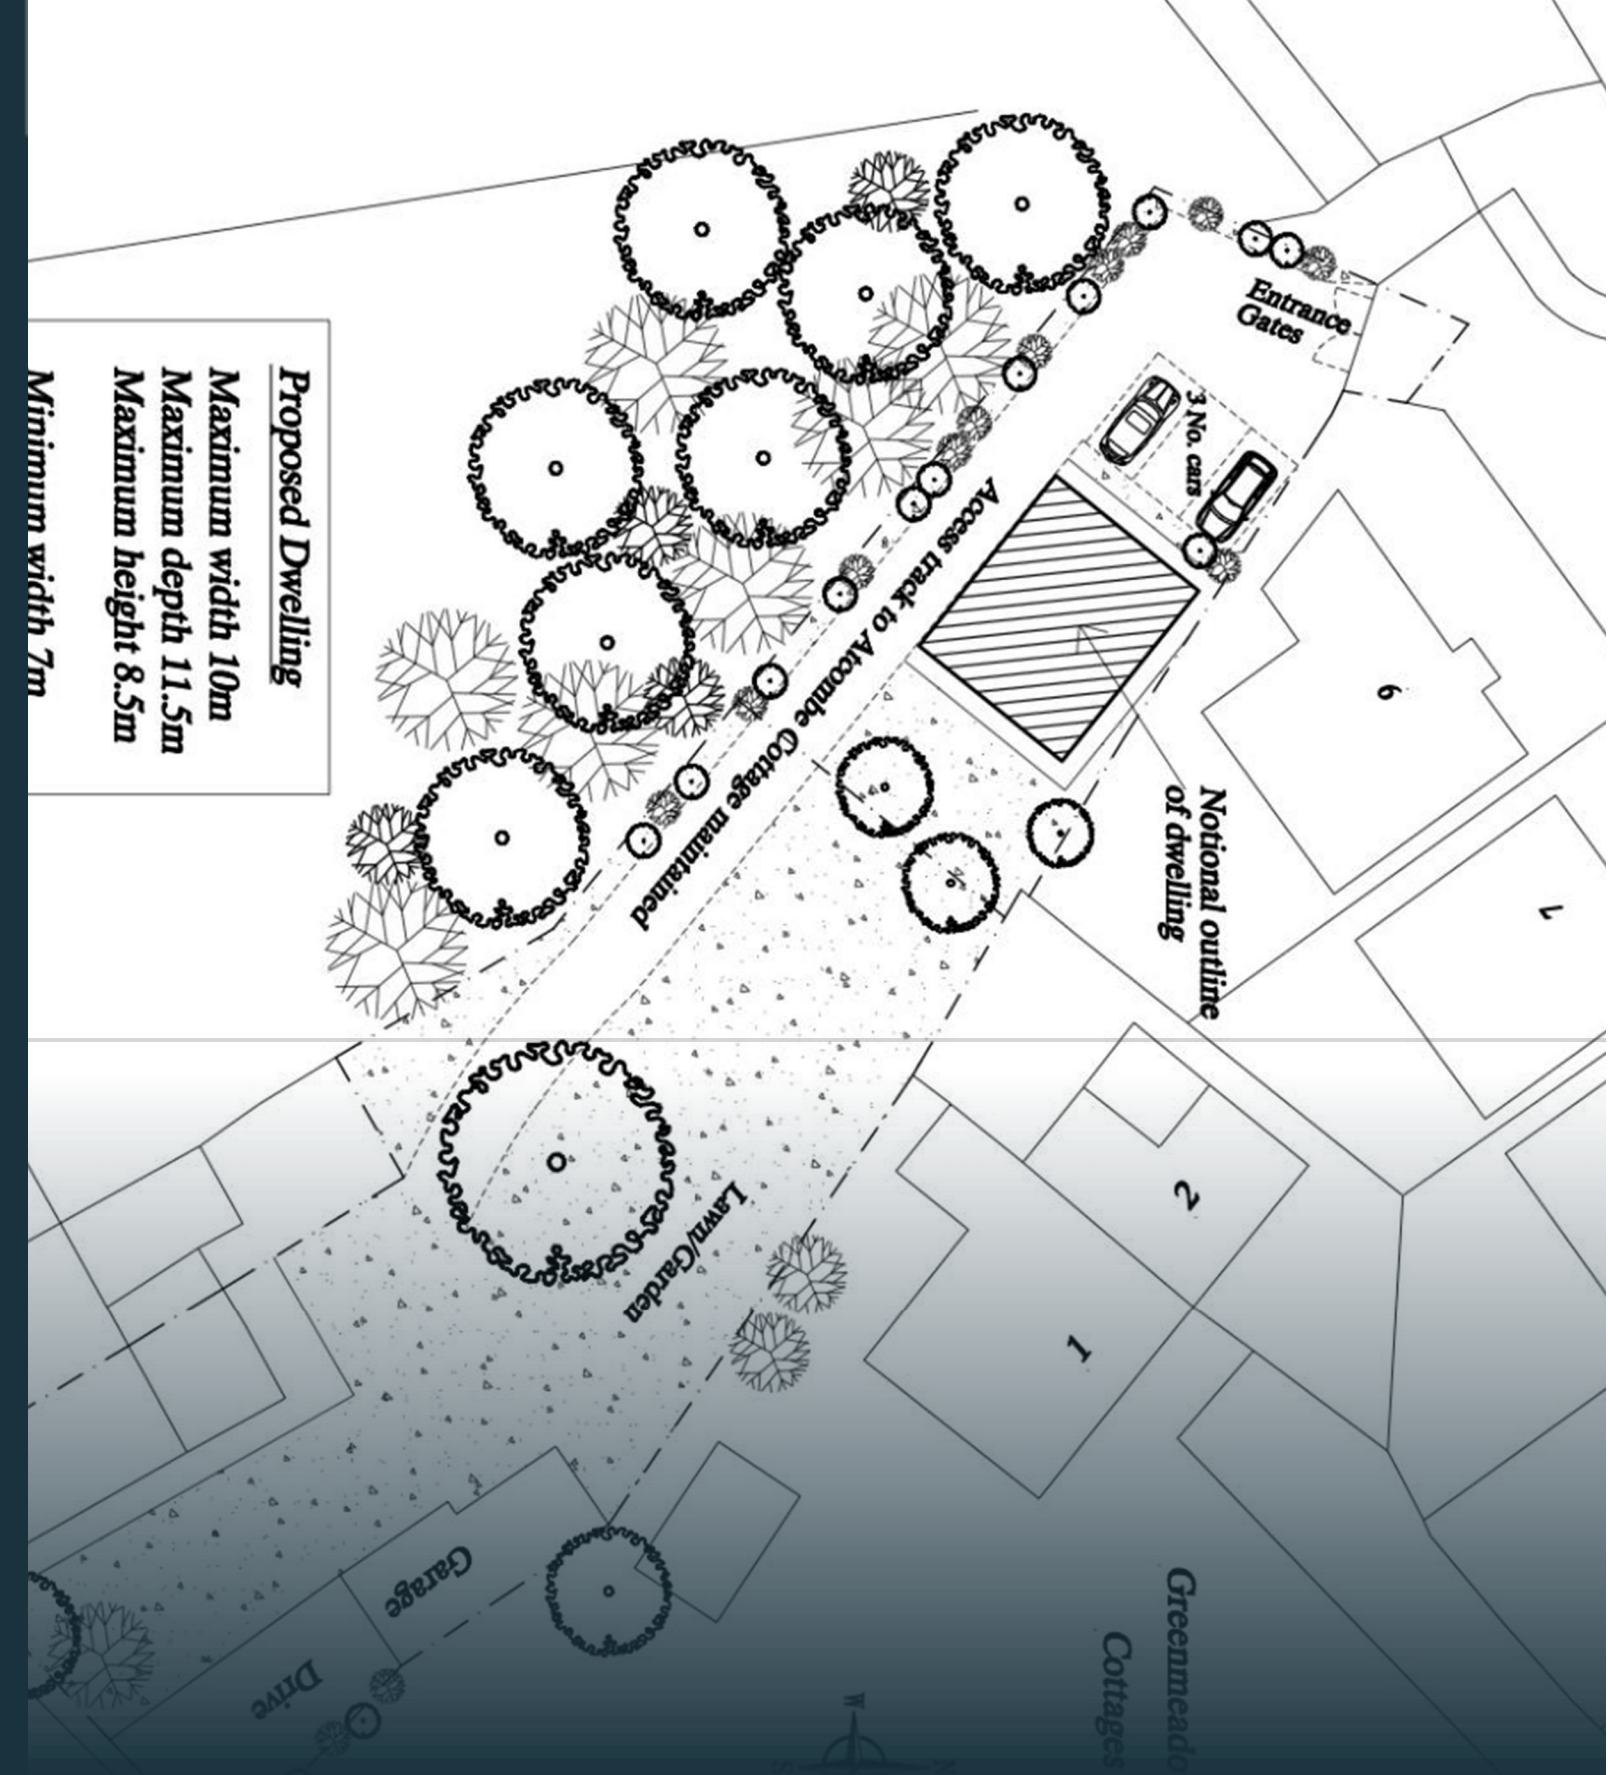 Proposed Dwelling
Maximum width 10m
Maximum depth 11.5m
Maximum height 8.5m
Minimum width 7m
Entrance
Gates
3 No. cars
Access track to Atcombe Cottage maintained
Notional outline
of dwelling
6
2
1
Lawn/Garden
Garage
Drive
Greenmeado
Cottages
W
N
S